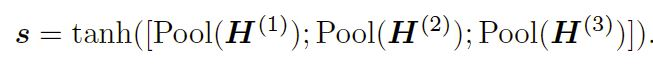 s = tanh([Pool(H⁽¹⁾); Pool(H⁽²⁾); Pool(H⁽³⁾)]).